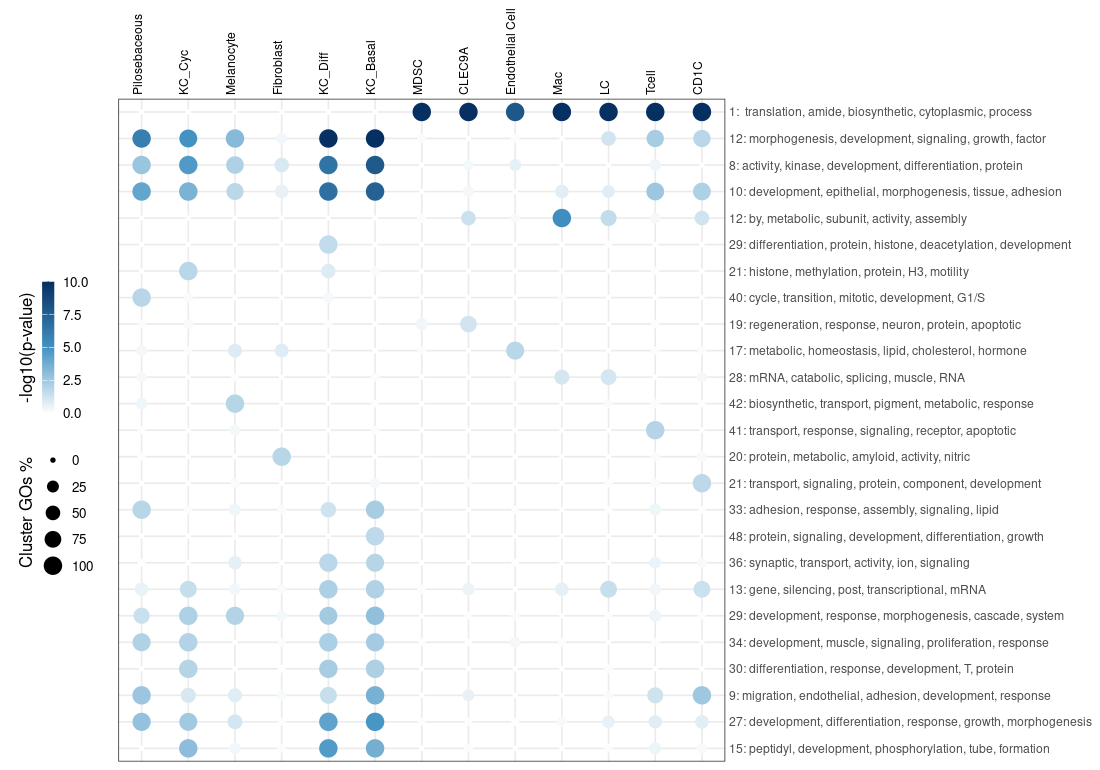 Pilosebaceous
KC_Cyc
Melanocyte
Fibroblast
KC_Diff
KC_Basal
MDSC
CLEC9A
Endothelial Cell
Mac
LC
Tcell
CD1C
1: translation, amide, biosynthetic, cytoplasmic, process
12: morphogenesis, development, signaling, growth, factor
8: activity, kinase, development, differentiation, protein
10: development, epithelial, morphogenesis, tissue, adhesion
12: by, metabolic, subunit, activity, assembly
29: differentiation, protein, histone, deacetylation, development
21: histone, methylation, protein, H3, motility
40: cycle, transition, mitotic, development, G1/S
19: regeneration, response, neuron, protein, apoptotic
17: metabolic, homeostasis, lipid, cholesterol, hormone
28: mRNA, catabolic, splicing, muscle, RNA
42: biosynthetic, transport, pigment, metabolic, response
41: transport, response, signaling, receptor, apoptotic
20: protein, metabolic, amyloid, activity, nitric
21: transport, signaling, protein, component, development
33: adhesion, response, assembly, signaling, lipid
48: protein, signaling, development, differentiation, growth
36: synaptic, transport, activity, ion, signaling
13: gene, silencing, post, transcriptional, mRNA
29: development, response, morphogenesis, cascade, system
34: development, muscle, signaling, proliferation, response
30: differentiation, response, development, T, protein
9: migration, endothelial, adhesion, development, response
27: development, differentiation, response, growth, morphogenesis
15: peptidyl, development, phosphorylation, tube, formation
-log10(p-value)
10.0
7.5
5.0
2.5
0.0
Cluster GOs %
0
25
50
75
100